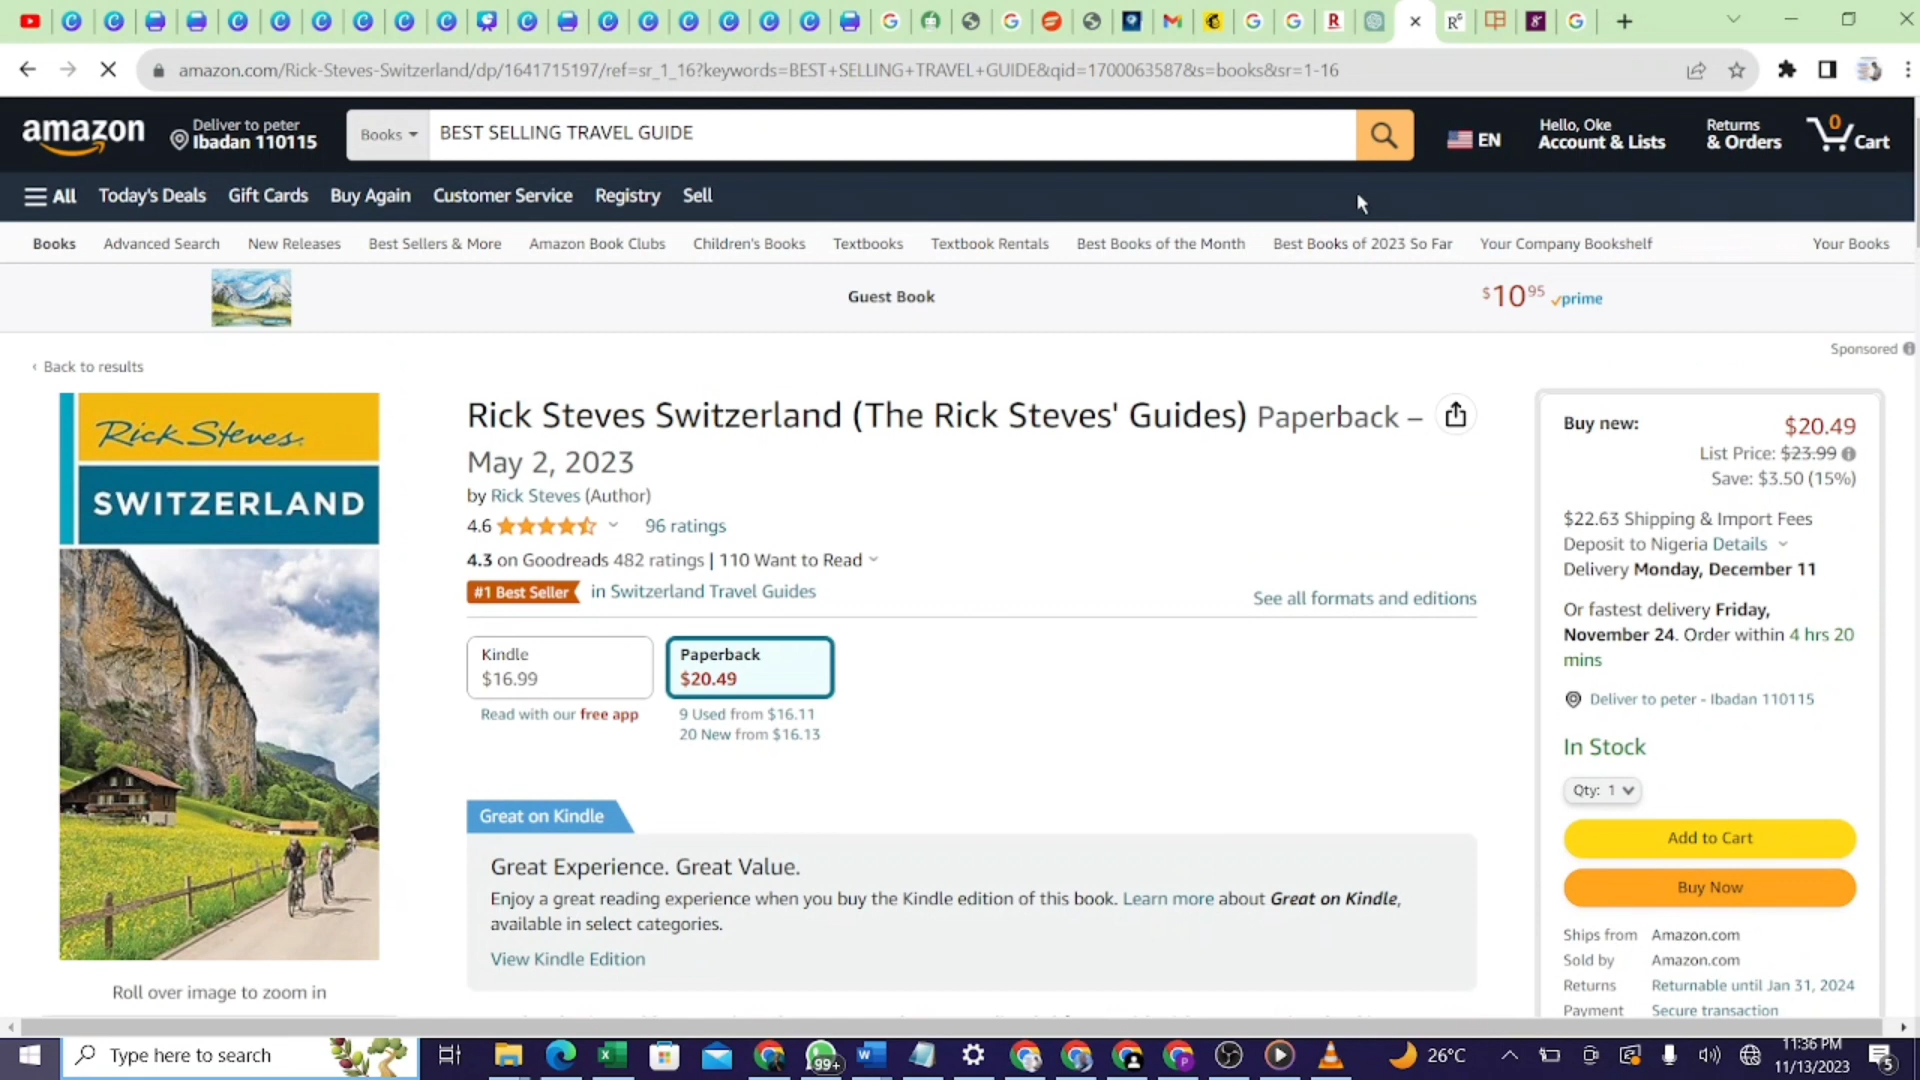 amazon.com/Rick-Steves-Switzerland/dp/1641715197/ref=sr_1_16?keywords=BEST+SELLING+TRAVEL+GUIDE&qid=1700063587&s=books&sr=1-16
amazon
Deliver to peter
Ibadan 110115
Books
BEST SELLING TRAVEL GUIDE
EN
Hello, Oke
Account & Lists
Returns
& Orders
0
Cart
All Today's Deals Gift Cards Buy Again Customer Service Registry Sell
Books Advanced Search New Releases Best Sellers & More Amazon Book Clubs Children's Books Textbooks Textbook Rentals Best Books of the Month Best Books of 2023 So Far Your Company Bookshelf Your Books
Guest Book
$10.95 prime
Sponsored
‹ Back to results
Rick Steves
SWITZERLAND
Roll over image to zoom in
Rick Steves Switzerland (The Rick Steves' Guides) Paperback –
May 2, 2023
by Rick Steves (Author)
4.6 96 ratings
4.3 on Goodreads 482 ratings | 110 Want to Read
#1 Best Seller in Switzerland Travel Guides
See all formats and editions
Kindle
$16.99
Read with our free app
Paperback
$20.49
9 Used from $16.11
20 New from $16.13
Great on Kindle
Great Experience. Great Value.
Enjoy a great reading experience when you buy the Kindle edition of this book. Learn more about Great on Kindle,
available in select categories.
View Kindle Edition
Buy new: $20.49
List Price: $23.99
Save: $3.50 (15%)
$22.63 Shipping & Import Fees
Deposit to Nigeria Details
Delivery Monday, December 11
Or fastest delivery Friday,
November 24. Order within 4 hrs 20
mins
Deliver to peter - Ibadan 110115
In Stock
Qty: 1
Add to Cart
Buy Now
Ships from Amazon.com
Sold by Amazon.com
Returns Returnable until Jan 31, 2024
Payment Secure transaction
Type here to search
99+
26°C
11:36 PM
11/13/2023
5